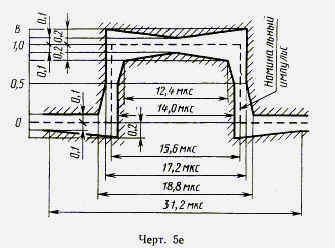 В
0,1
0,2
1,0
0,2
0,1
0,5
0,1
0
0,1
0,2
12,4 мкс
14,0 мкс
15,6 мкс
17,2 мкс
18,8 мкс
31,2 мкс
Номинальный
импульс
Черт. 5е